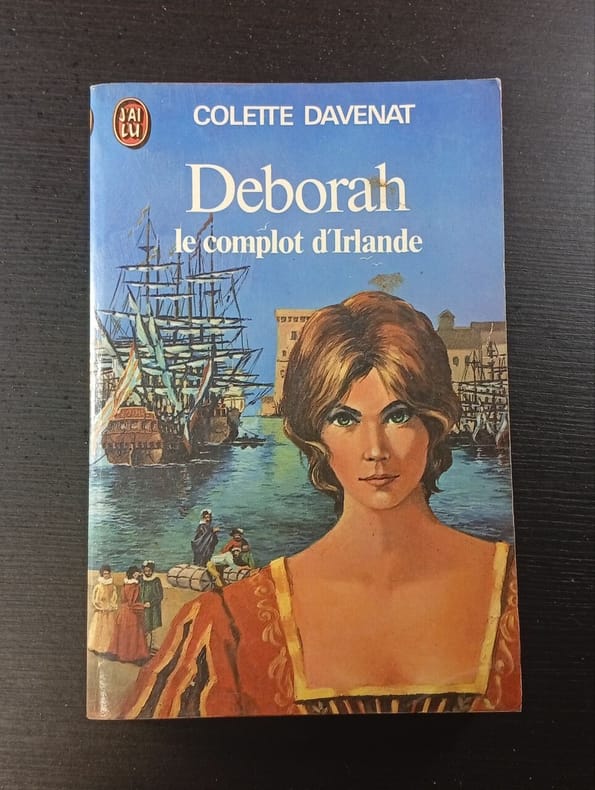 J'AI
LU
COLETTE DAVENAT
Deborah
le complot d'Irlande